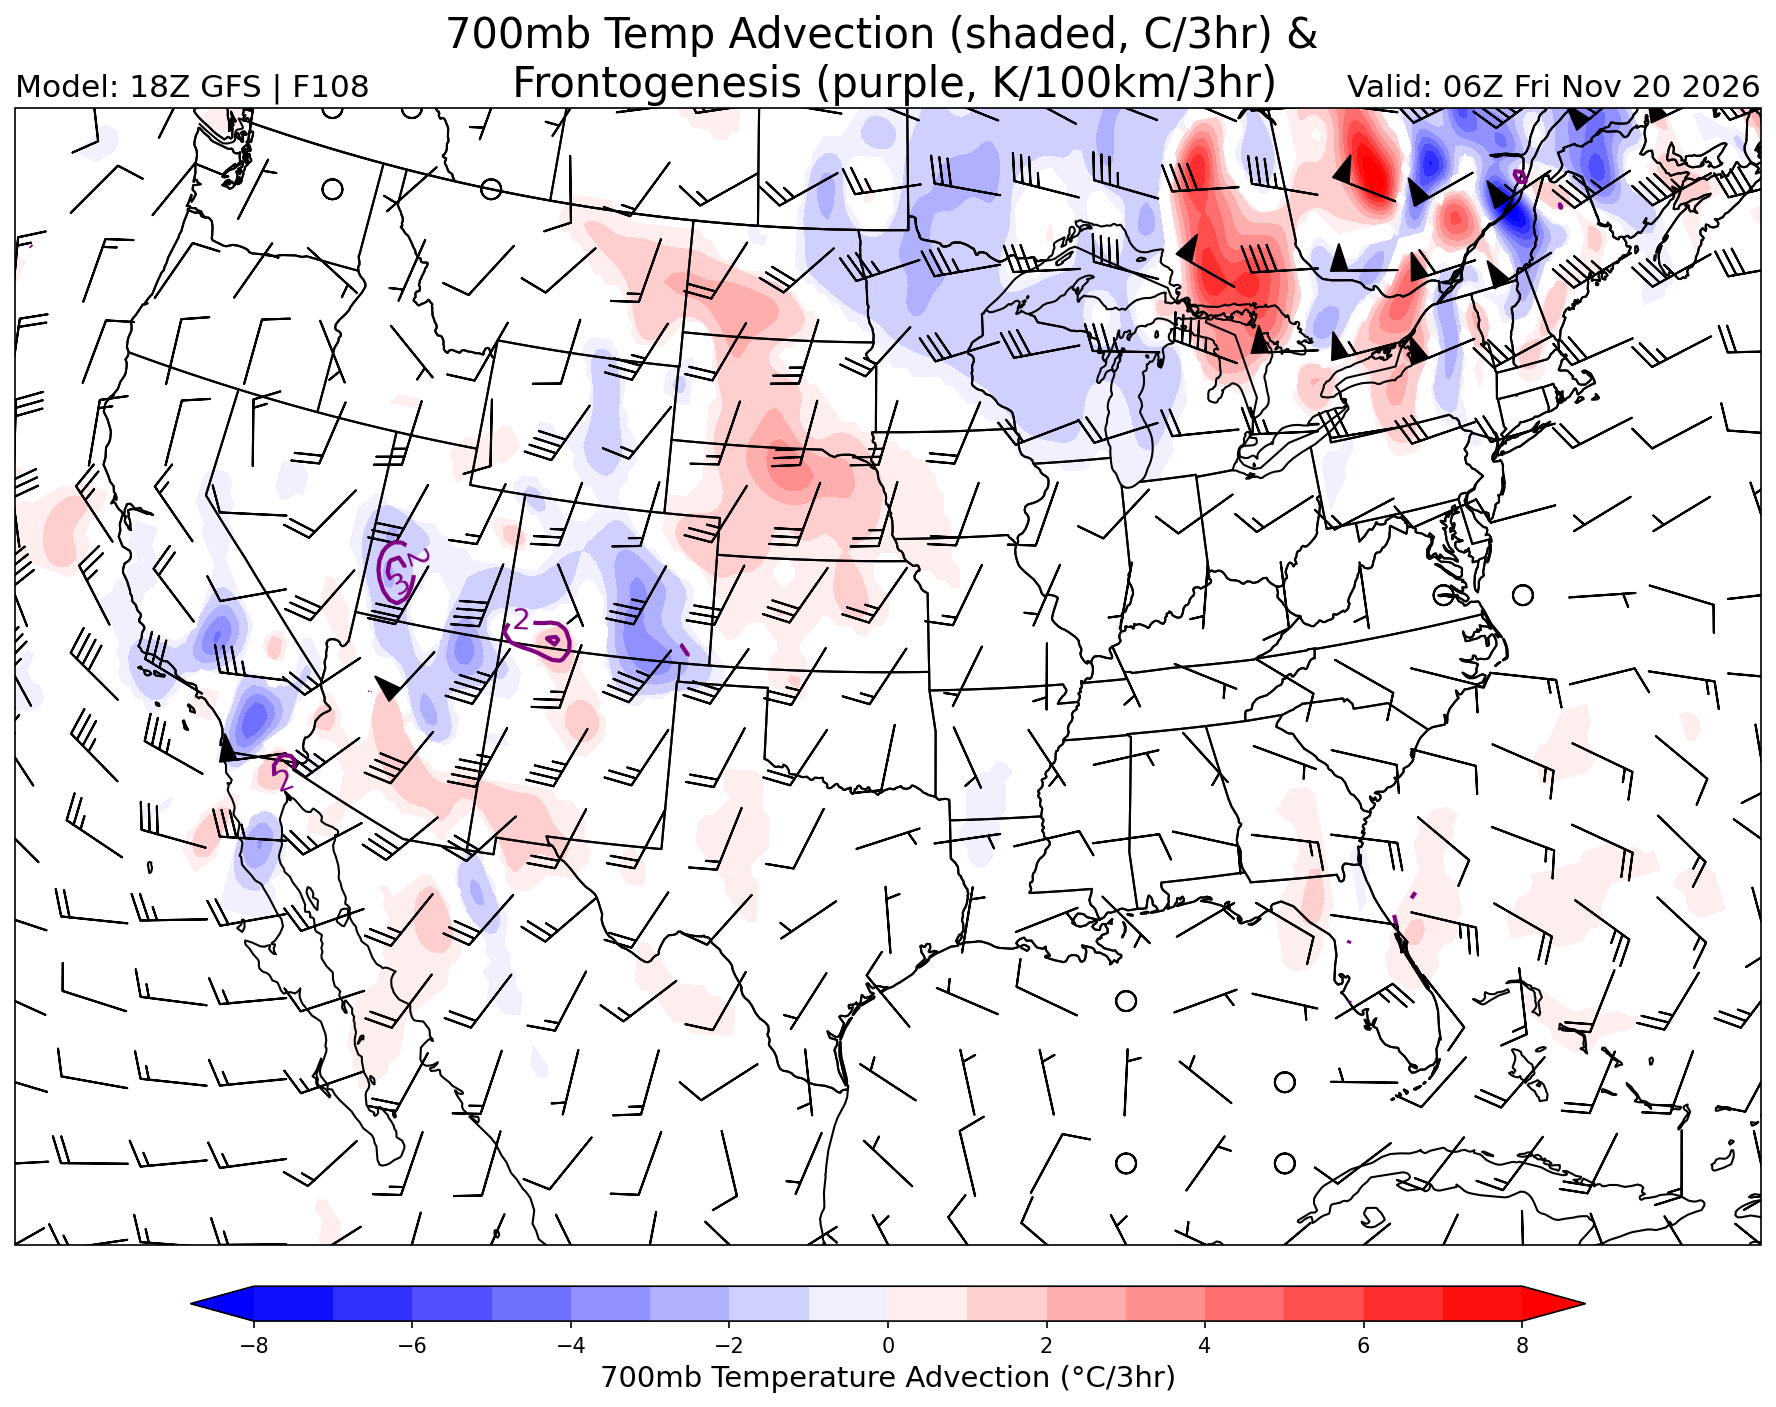 700mb Temp Advection (shaded, C/3hr) &
Model: 18Z GFS | F108
Frontogenesis (purple, K/100km/3hr)
Valid: 06Z Fri Nov 20 2026
2
3
2
2
−8 −6 −4 −2 0 2 4 6 8
700mb Temperature Advection (°C/3hr)